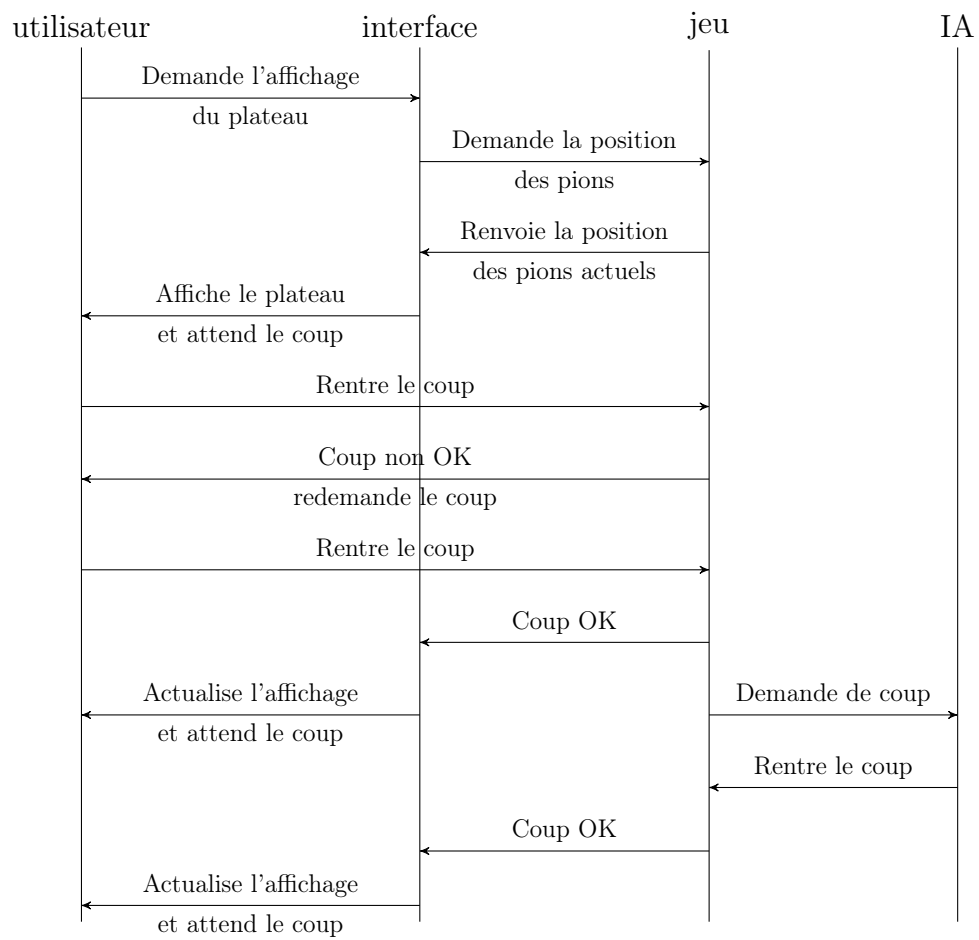 utilisateur
interface
jeu
IA
Demande l'affichage
du plateau
Demande la position
des pions
Renvoie la position
des pions actuels
Affiche le plateau
et attend le coup
Rentre le coup
Coup non OK
redemande le coup
Rentre le coup
Coup OK
Actualise l'affichage
et attend le coup
Demande de coup
Rentre le coup
Coup OK
Actualise l'affichage
et attend le coup